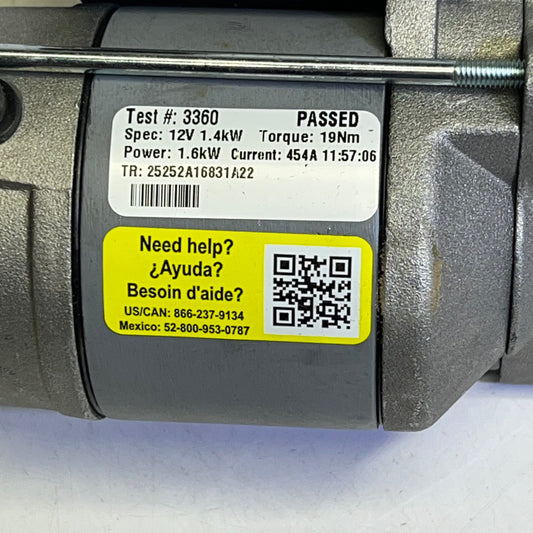 Test #: 3360 PASSED
Spec: 12V 1.4kW Torque: 19Nm
Power: 1.6kW Current: 454A 11:57:06
TR: 25252A16831A22
Need help?
¿Ayuda?
Besoin d'aide?
US/CAN: 866-237-9134
Mexico: 52-800-953-0787